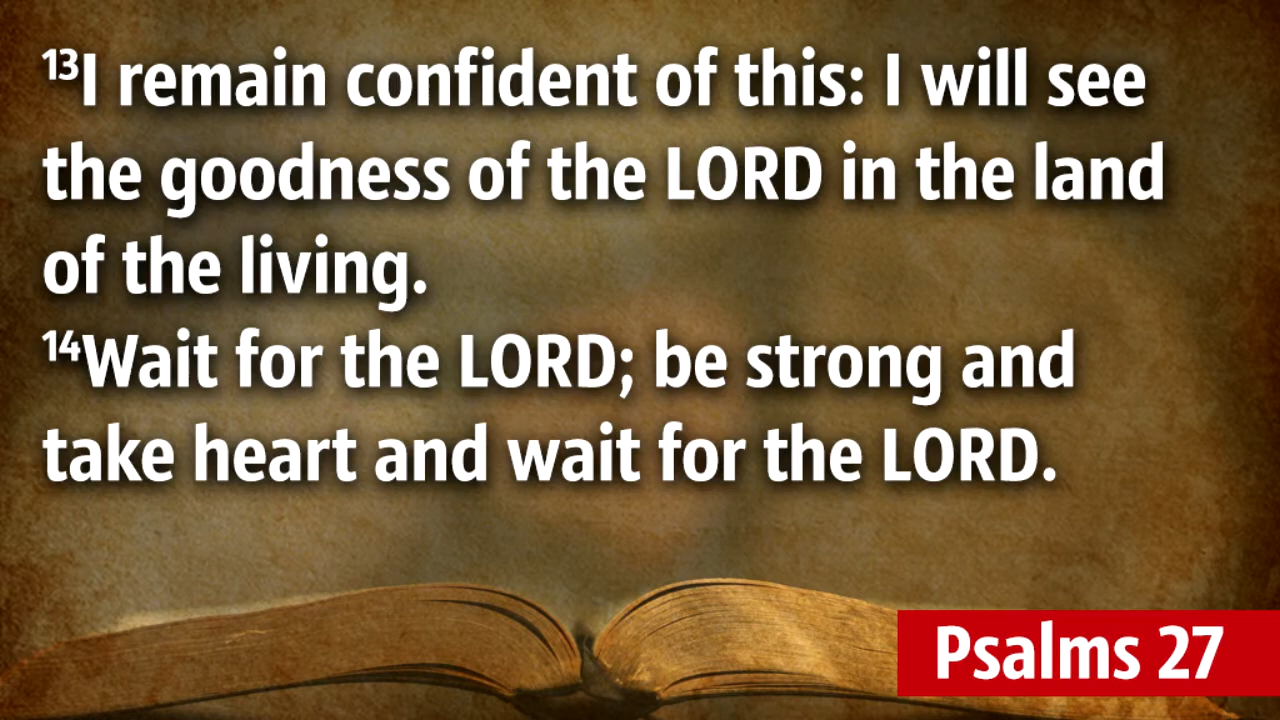 ¹³I remain confident of this: I will see
the goodness of the LORD in the land
of the living.
¹⁴Wait for the LORD; be strong and
take heart and wait for the LORD.
Psalms 27